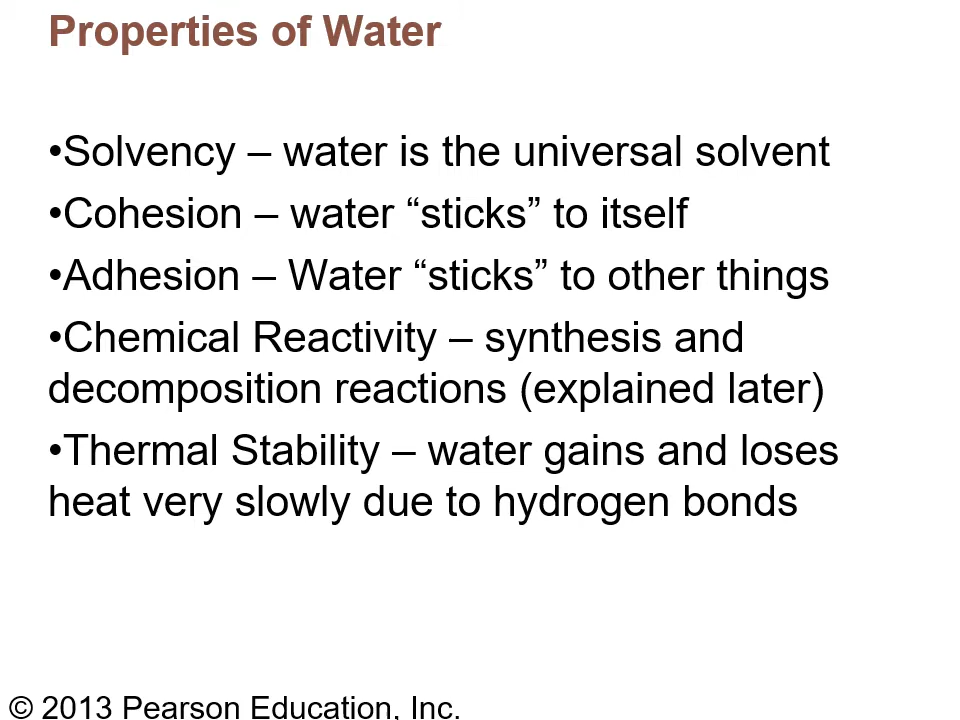 Properties of Water
•Solvency – water is the universal solvent
•Cohesion – water “sticks” to itself
•Adhesion – Water “sticks” to other things
•Chemical Reactivity – synthesis and
decomposition reactions (explained later)
•Thermal Stability – water gains and loses
heat very slowly due to hydrogen bonds
© 2013 Pearson Education, Inc.